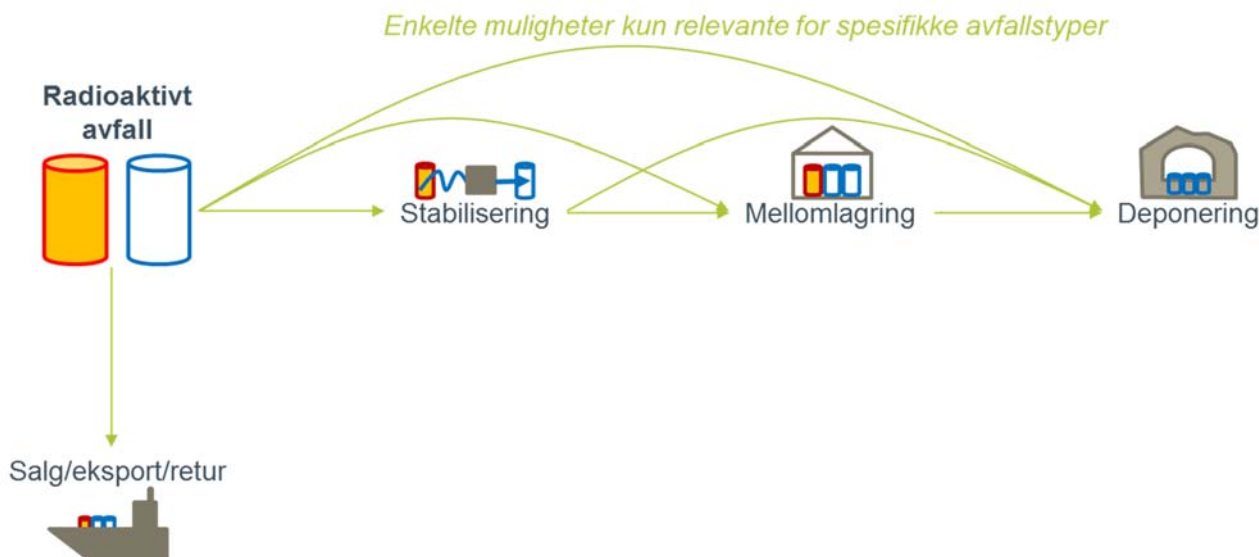 Enkelte muligheter kun relevante for spesifikke avfallstyper
Radioaktivt
avfall
Stabilisering
Mellomlagring
Deponering
Salg/eksport/retur